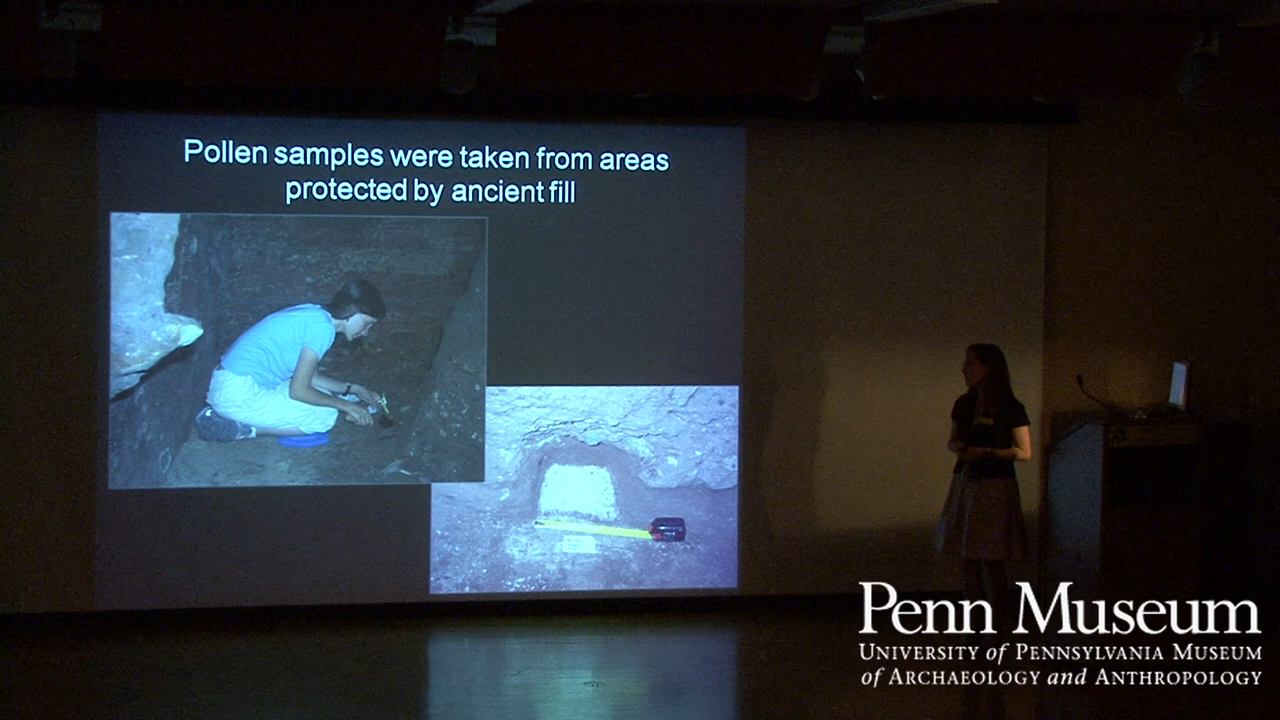 Pollen samples were taken from areas
protected by ancient fill
Penn Museum
University of Pennsylvania Museum
of Archaeology and Anthropology